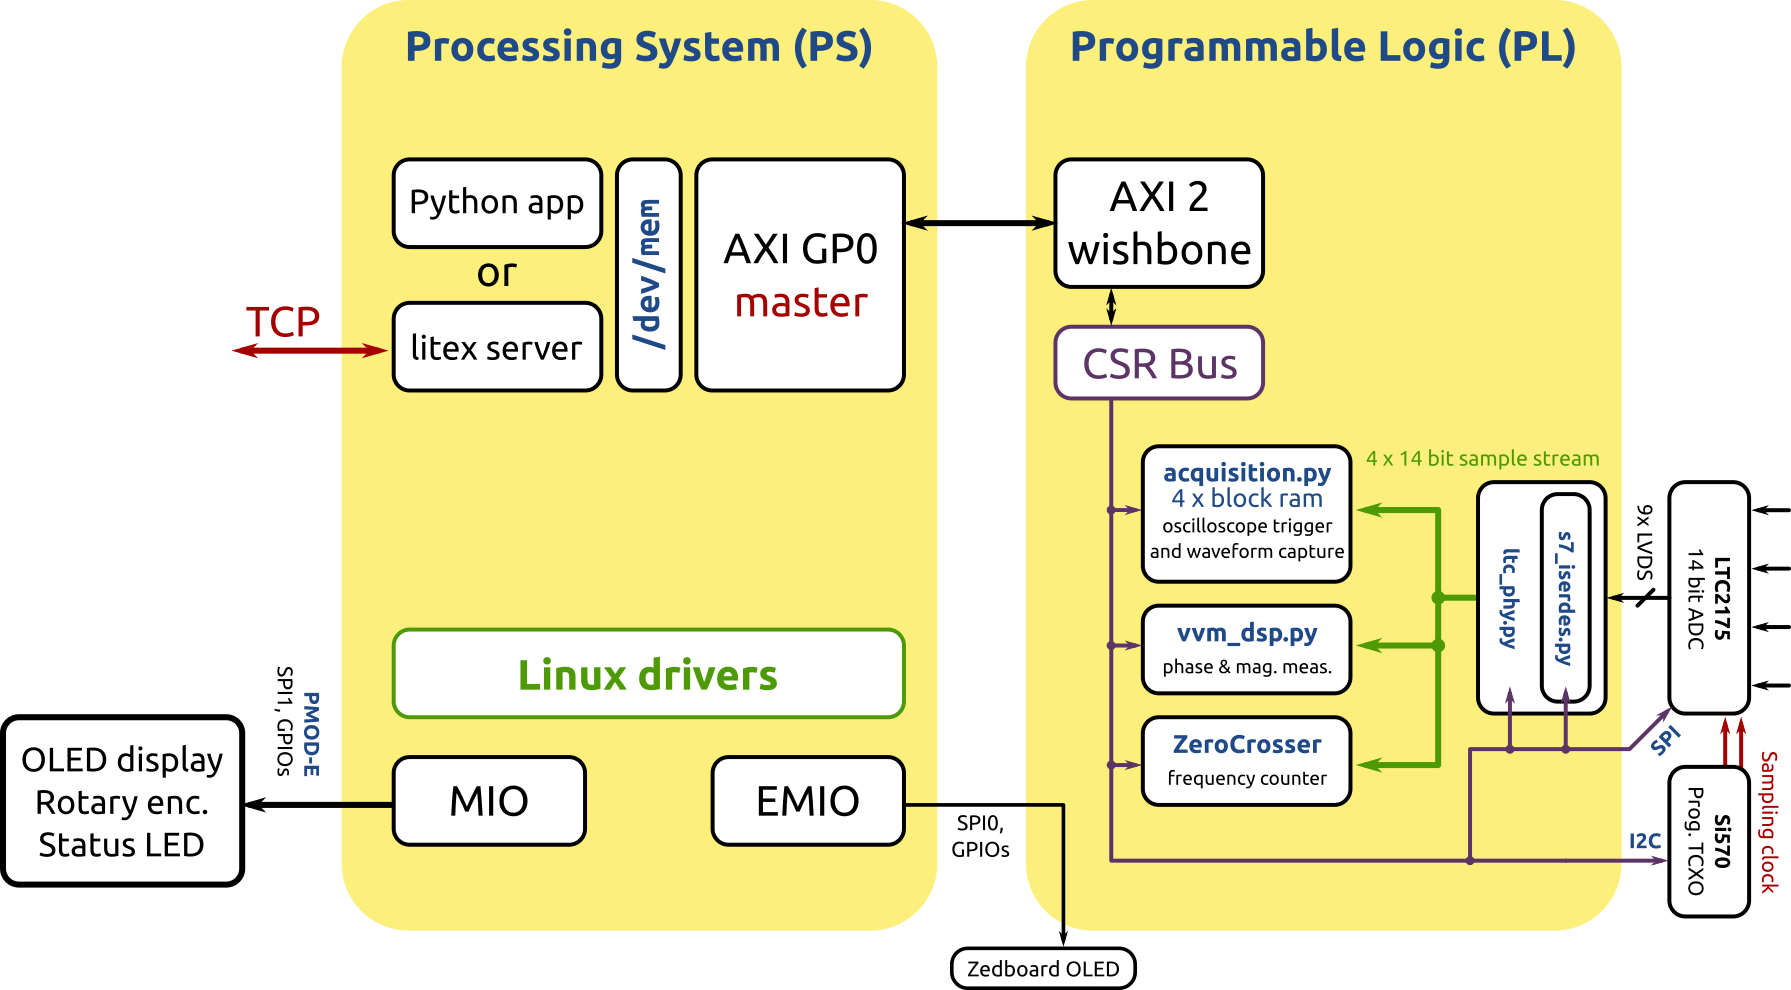 Processing System (PS)
Programmable Logic (PL)
Python app
or
litex server
TCP
/dev/mem
AXI GP0
master
AXI 2
wishbone
CSR Bus
acquisition.py
4 x block ram
oscilloscope trigger
and waveform capture
4 x 14 bit sample stream
vvm_dsp.py
phase & mag. meas.
ZeroCrosser
frequency counter
ltc_phy.py
s7_iserdes.py
9x LVDS
LTC2175
14 bit ADC
SPI
I2C
Si570
Prog. TCXO
Sampling clock
Linux drivers
MIO
EMIO
PMOD-E
SPI1, GPIOs
OLED display
Rotary enc.
Status LED
SPI0,
GPIOs
Zedboard OLED